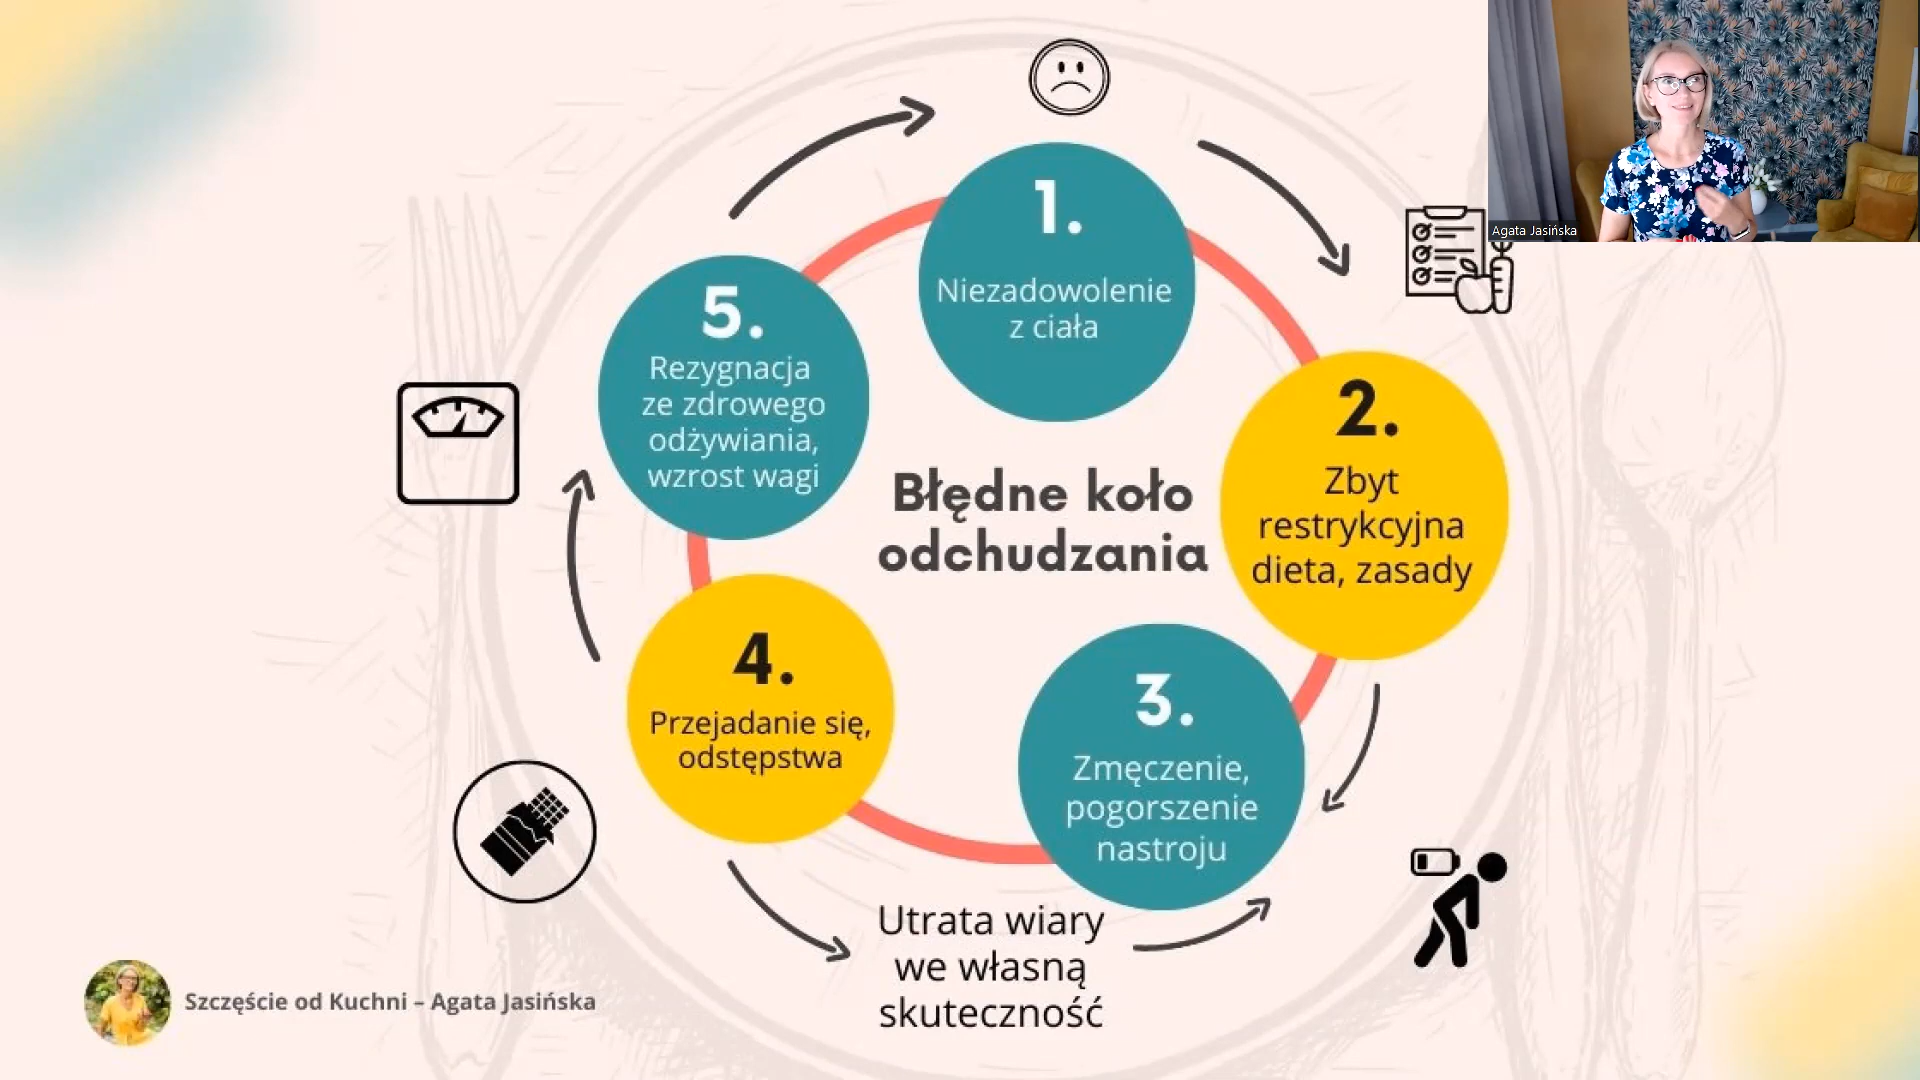 Błędne koło
odchudzania
1.
Niezadowolenie
z ciała
2.
Zbyt
restrykcyjna
dieta, zasady
3.
Zmęczenie,
pogorszenie
nastroju
4.
Przejadanie się,
odstępstwa
5.
Rezygnacja
ze zdrowego
odżywiania,
wzrost wagi
Utrata wiary
we własną
skuteczność
Szczęście od Kuchni – Agata Jasińska
Agata Jasińska